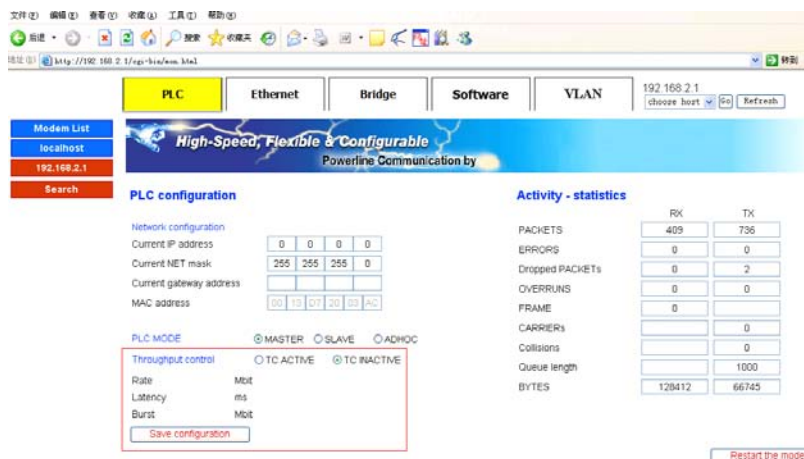 文件(F) 编辑(E) 查看(V) 收藏(A) 工具(T) 帮助(H)
后退 搜索 收藏夹
地址(D) http://192.168.2.1/cgi-bin/mon.html 转到
PLC Ethernet Bridge Software VLAN
192.168.2.1
choose host Go Refresh
Modem List
localhost
192.168.2.1
Search
High-Speed, Flexible & Configurable
Powerline Communication by
PLC configuration
Network configuration
Current IP address 0 0 0 0
Current NET mask 255 255 255 0
Current gateway address
MAC address 00 13 D7 20 03 AC
PLC MODE MASTER SLAVE ADHOC
Throughput control TC ACTIVE TC INACTIVE
Rate Mbit
Latency ms
Burst Mbit
Save configuration
Activity - statistics
RX TX
PACKETS 409 736
ERRORS 0 0
Dropped PACKETs 0 2
OVERRUNS 0 0
FRAME 0
CARRIERs 0
Collisions 0
Queue length 1000
BYTES 128412 66745
Restart the mode